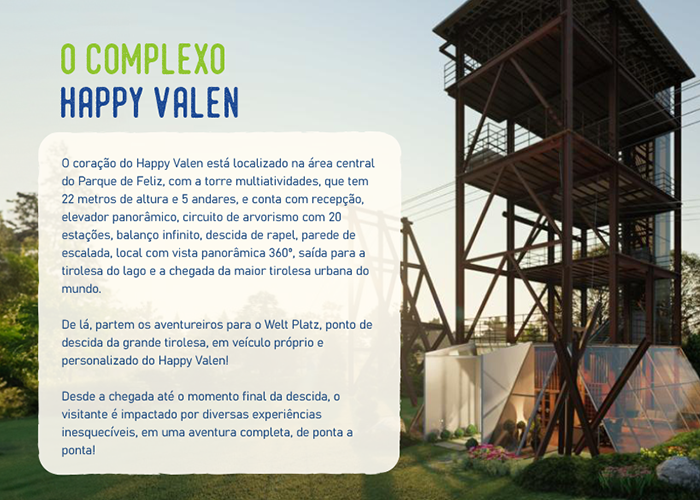 O COMPLEXO
HAPPY VALEN
O coração do Happy Valen está localizado na área central
do Parque de Feliz, com a torre multiatividades, que tem
22 metros de altura e 5 andares, e conta com recepção,
elevador panorâmico, circuito de arvorismo com 20
estações, balanço infinito, descida de rapel, parede de
escalada, local com vista panorâmica 360°, saída para a
tirolesa do lago e a chegada da maior tirolesa urbana do
mundo.
De lá, partem os aventureiros para o Welt Platz, ponto de
descida da grande tirolesa, em veículo próprio e
personalizado do Happy Valen!
Desde a chegada até o momento final da descida, o
visitante é impactado por diversas experiências
inesquecíveis, em uma aventura completa, de ponta a
ponta!